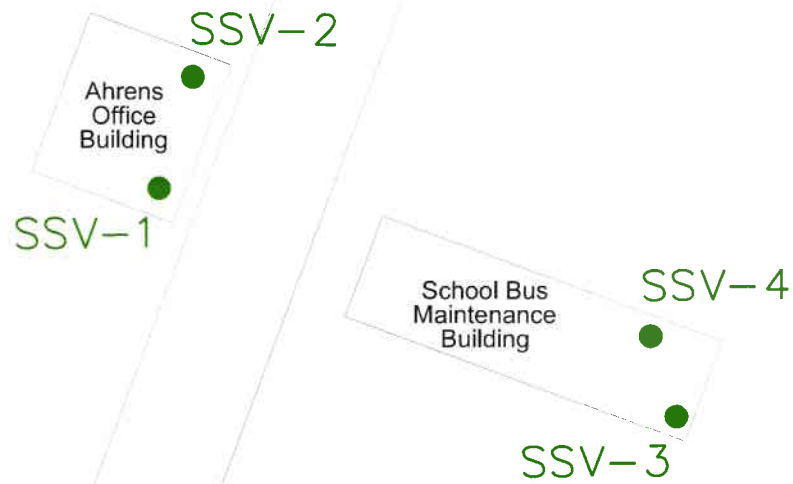 SSV-2
Ahrens
Office
Building
SSV-1
School Bus
Maintenance
Building
SSV-4
SSV-3